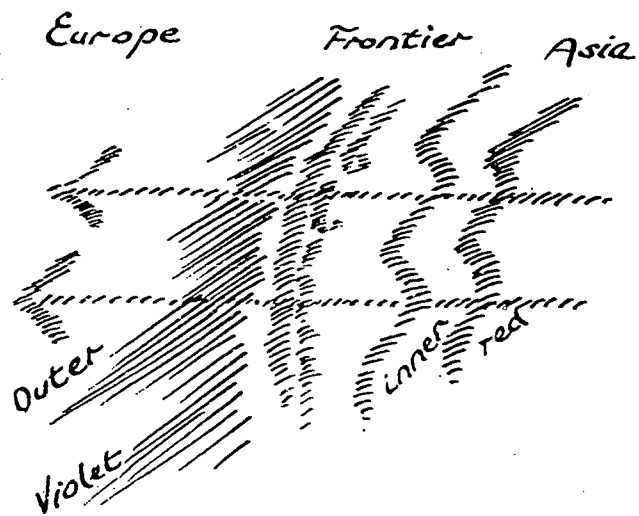 Europe Frontier Asia
Outer
inner
red
Violet